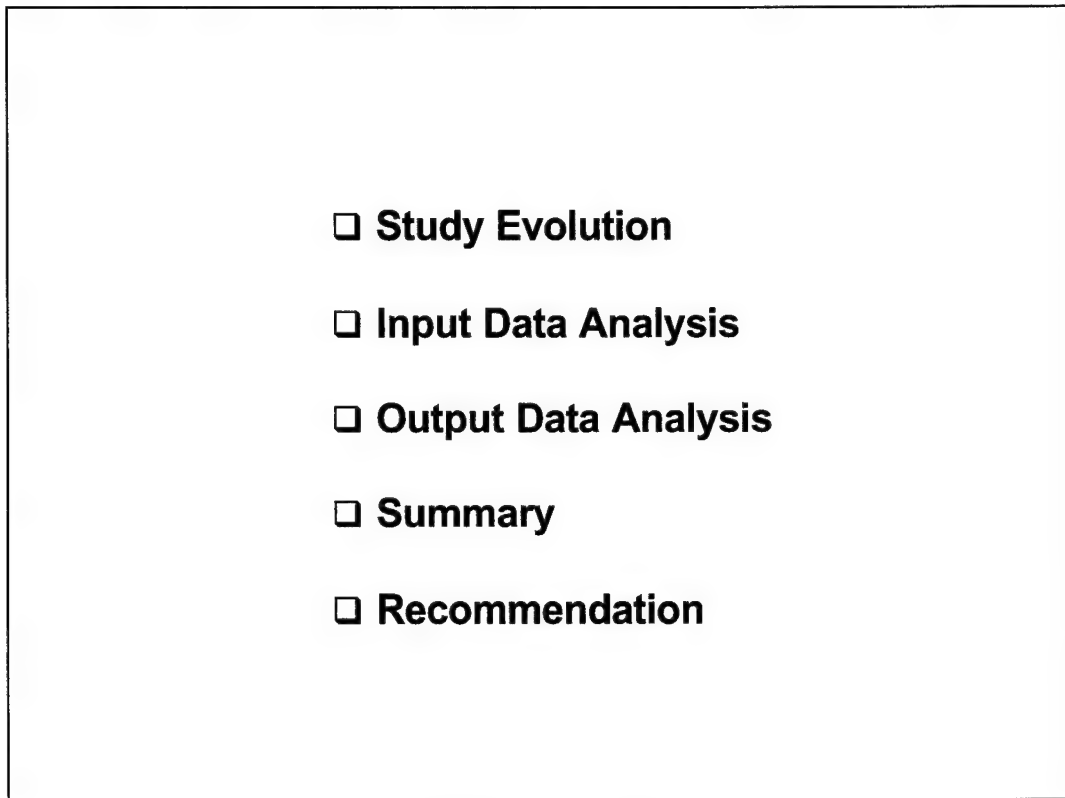 ❑ Study Evolution
❑ Input Data Analysis
❑ Output Data Analysis
❑ Summary
❑ Recommendation